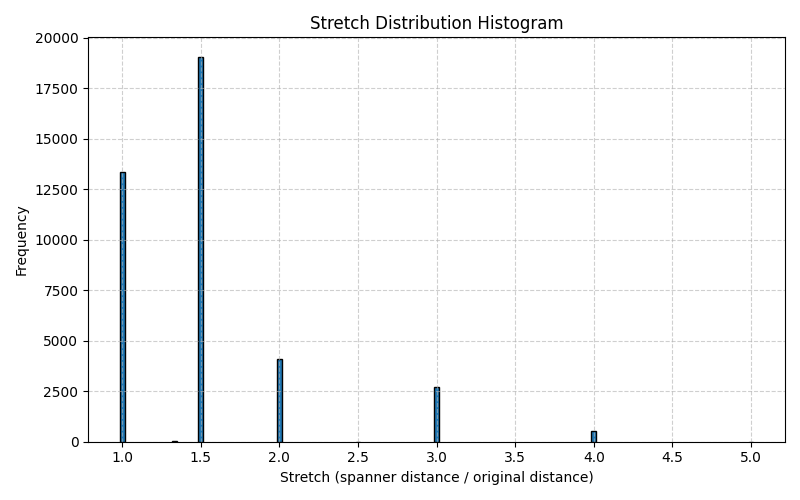 Stretch Distribution Histogram
20000
17500
15000
12500
10000
7500
5000
2500
0
Frequency
1.0 1.5 2.0 2.5 3.0 3.5 4.0 4.5 5.0
Stretch (spanner distance / original distance)